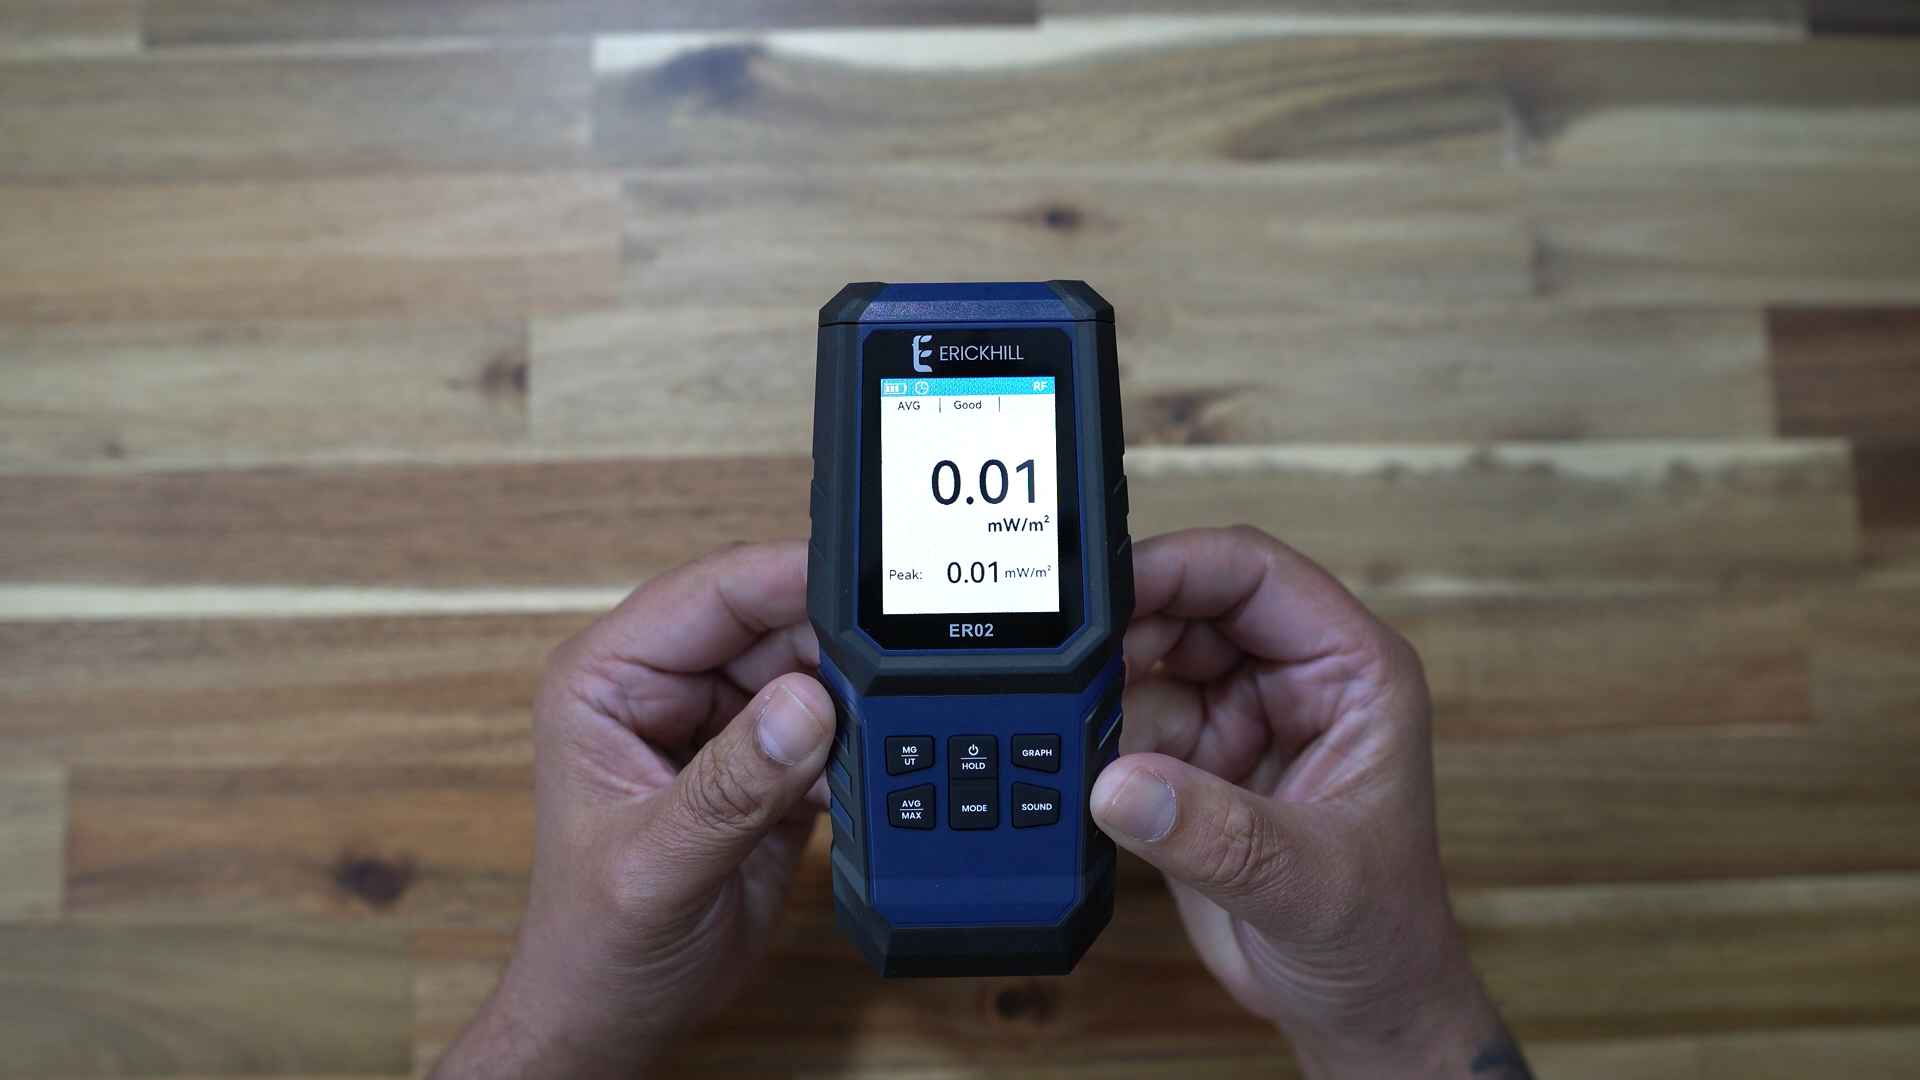 ERICKHILL
RF
AVG | Good |
0.01
mW/m²
Peak: 0.01 mW/m²
ER02
MG
UT
HOLD
GRAPH
AVG
MAX
MODE
SOUND